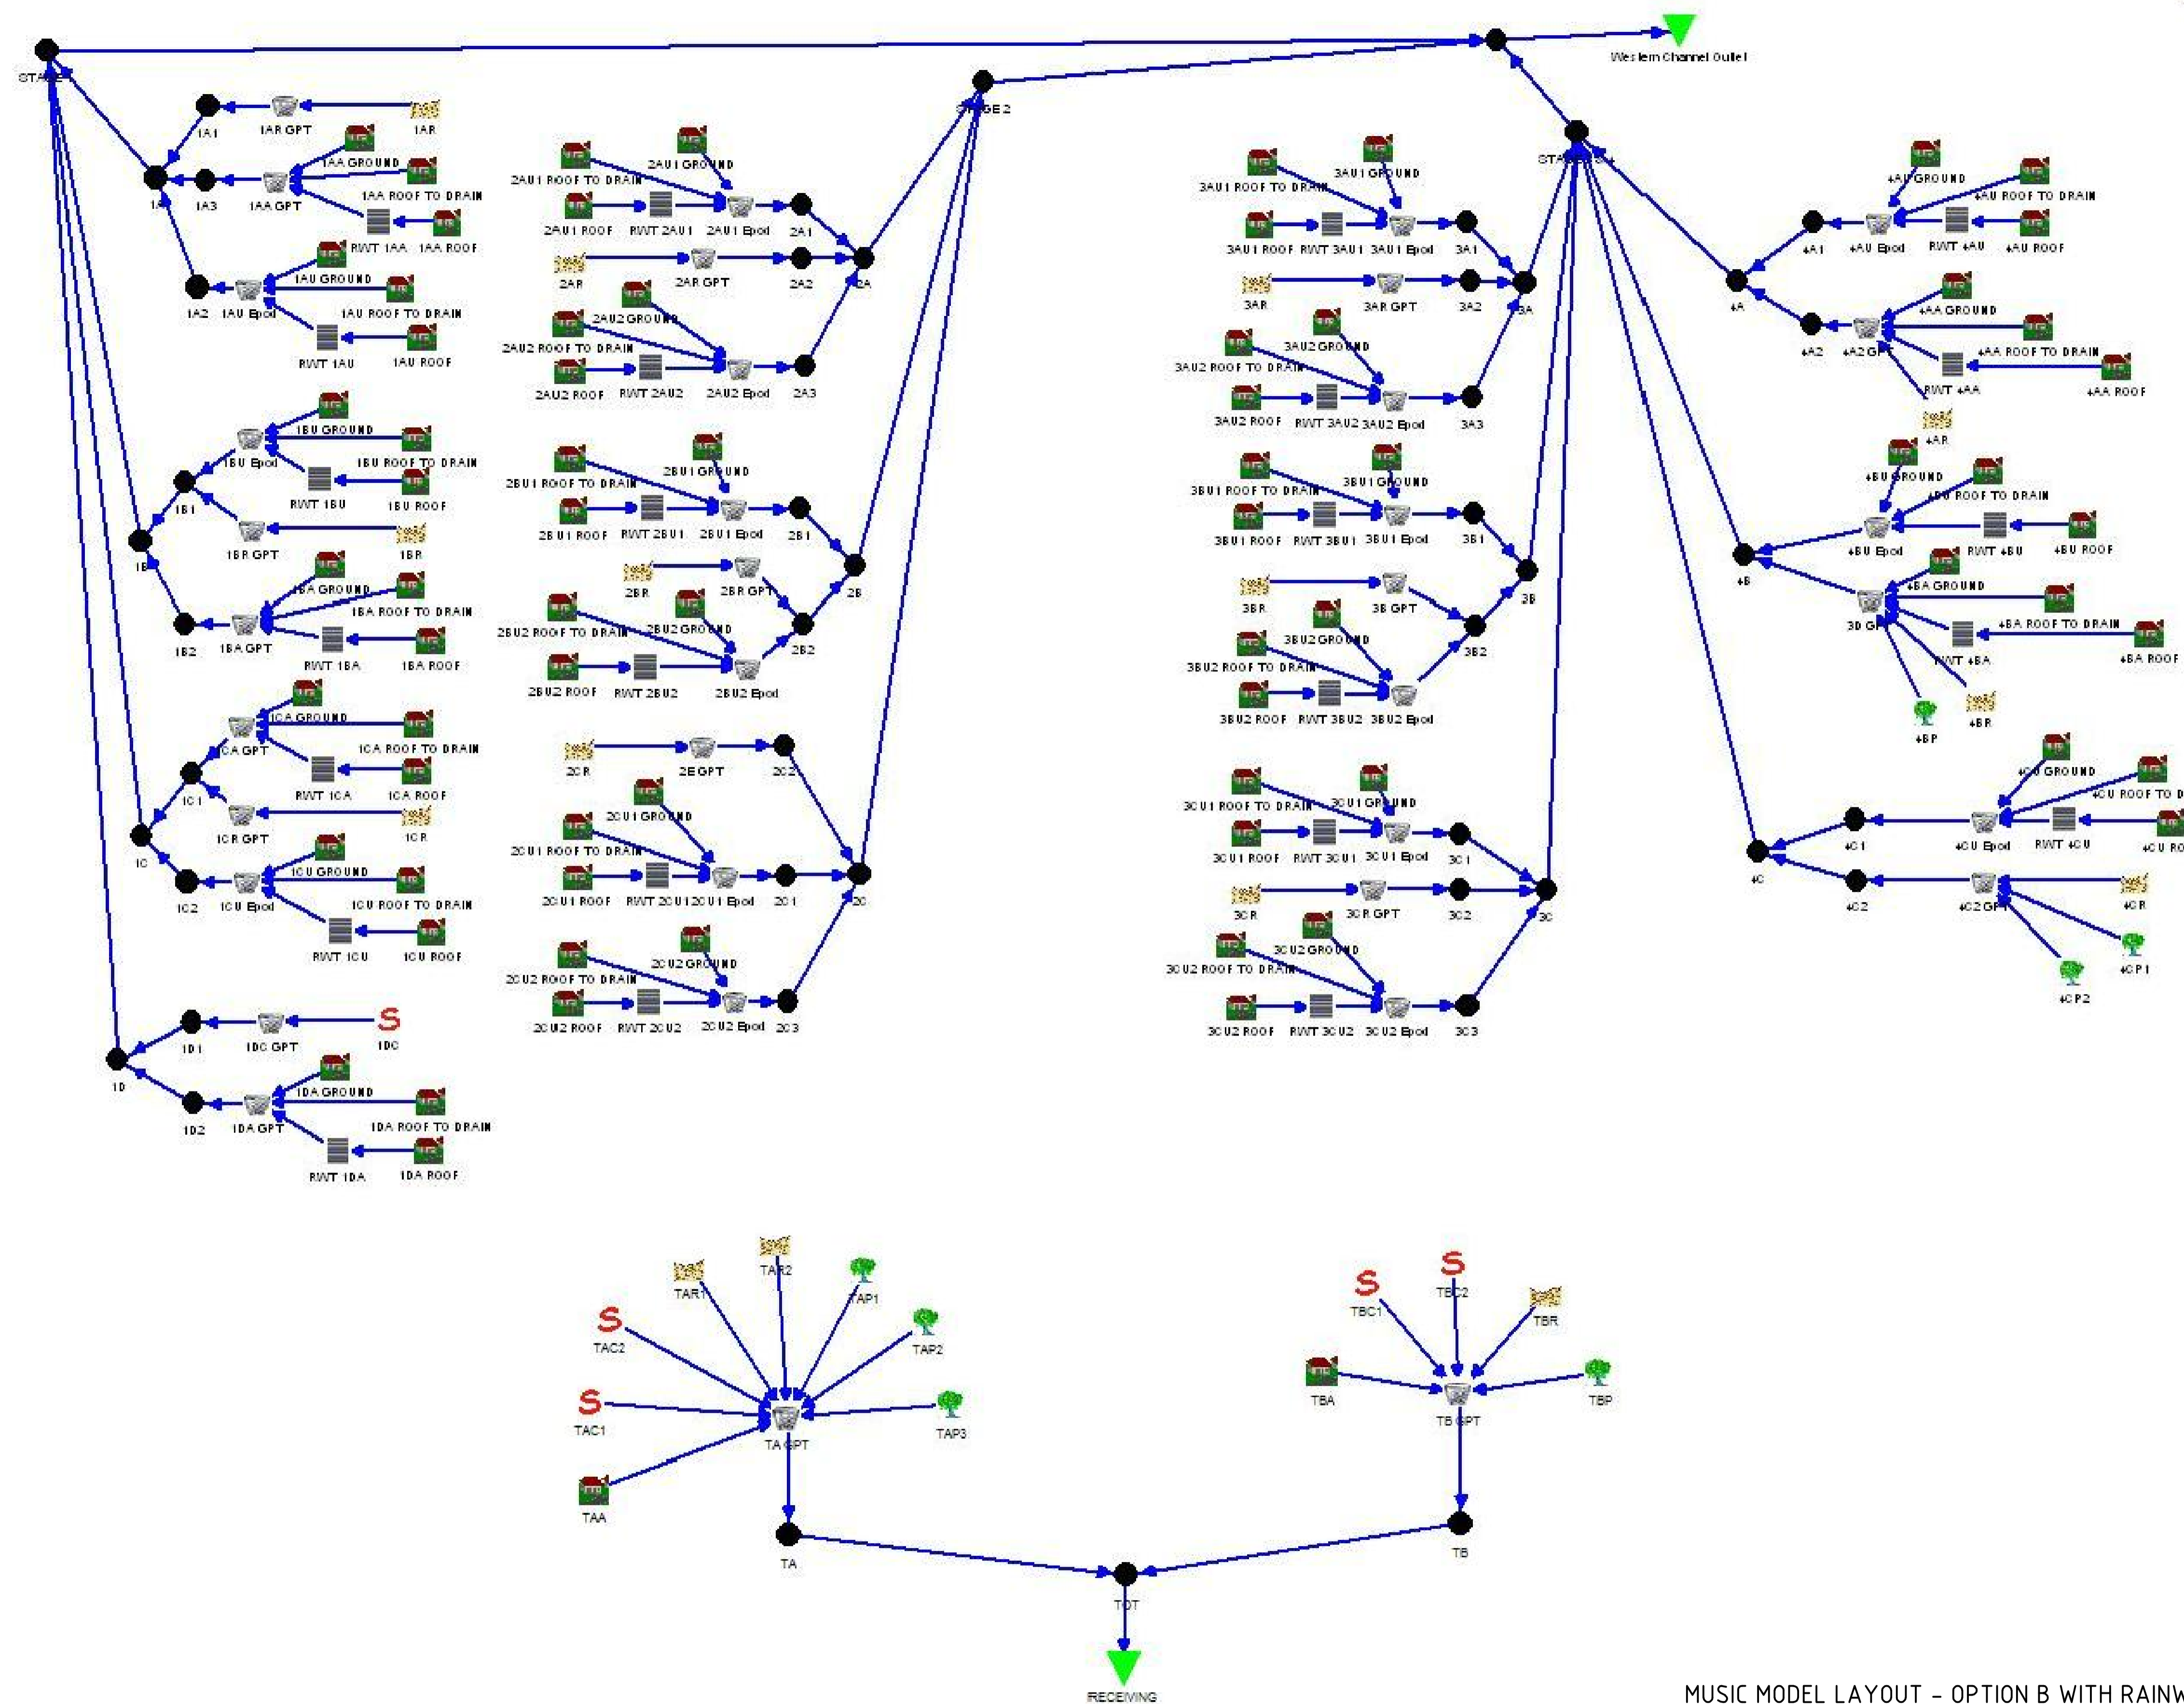 Western Channel Outlet
1A1
1AR GPT
1AR
1AA GROUND
1A3
1AA GPT
1AA ROOF TO DRAIN
RWT 1AA
1AA ROOF
1AU GROUND
1A2
1AU Epod
1AU ROOF TO DRAIN
RWT 1AU
1AU ROOF
1BU GROUND
1BU Epod
1BU ROOF TO DRAIN
RWT 1BU
1BU ROOF
1B1
1BR GPT
1BR
1BA GROUND
1BA ROOF TO DRAIN
1B2
1BA GPT
RWT 1BA
1BA ROOF
1CA GROUND
1CA GPT
1CA ROOF TO DRAIN
RWT 1CA
1CA ROOF
1C1
1CR GPT
1CR
1C
1CU GROUND
1C2
1CU Epod
1CU ROOF TO DRAIN
RWT 1CU
1CU ROOF
1D1
1DC GPT
1DC
1D
1DA GROUND
1D2
1DA GPT
1DA ROOF TO DRAIN
RWT 1DA
1DA ROOF
2AU1 GROUND
2AU1 ROOF TO DRAIN
2AU1 ROOF
RWT 2AU1
2AU1 Epod
2A1
2AR
2AR GPT
2A2
2A
2AU2 GROUND
2AU2 ROOF TO DRAIN
2AU2 ROOF
RWT 2AU2
2AU2 Epod
2A3
2BU1 GROUND
2BU1 ROOF TO DRAIN
2BU1 ROOF
RWT 2BU1
2BU1 Epod
2B1
2BR
2BR GPT
2B
2BU2 ROOF TO DRAIN
2BU2 GROUND
2B2
2BU2 ROOF
RWT 2BU2
2BU2 Epod
2CR
2E GPT
2C2
2CU1 GROUND
2CU1 ROOF TO DRAIN
2CU1 ROOF
RWT 2CU1
2CU1 Epod
2C1
2C
2CU2 GROUND
2CU2 ROOF TO DRAIN
2CU2 ROOF
RWT 2CU2
2CU2 Epod
2C3
3AU1 GROUND
3AU1 ROOF TO DRAIN
3AU1 ROOF
RWT 3AU1
3AU1 Epod
3A1
3AR
3AR GPT
3A2
3A
3AU2 GROUND
3AU2 ROOF TO DRAIN
3AU2 ROOF
RWT 3AU2
3AU2 Epod
3A3
3BU1 GROUND
3BU1 ROOF TO DRAIN
3BU1 ROOF
RWT 3BU1
3BU1 Epod
3B1
3BR
3B GPT
3B
3BU2 GROUND
3B2
3BU2 ROOF TO DRAIN
3BU2 ROOF
RWT 3BU2
3BU2 Epod
3CU1 ROOF TO DRAIN
3CU1 GROUND
3CU1 ROOF
RWT 3CU1
3CU1 Epod
3C1
3CR
3CR GPT
3C2
3C
3CU2 GROUND
3CU2 ROOF TO DRAIN
3CU2 ROOF
RWT 3CU2
3CU2 Epod
3C3
4AU GROUND
4AU ROOF TO DRAIN
4A1
4AU Epod
RWT 4AU
4AU ROOF
4A
4AA GROUND
4A2
4A2 GPT
4AA ROOF TO DRAIN
RWT 4AA
4AA ROOF
4AR
4BU GROUND
4BU ROOF TO DRAIN
4BU Epod
RWT 4BU
4BU ROOF
4B
4BA GROUND
4BA ROOF TO DRAIN
RWT 4BA
4BA ROOF
4BP
4BR
4CU GROUND
4CU ROOF TO D
4C1
4CU Epod
RWT 4CU
4CU RO
4C
4C2
4C2 GPT
4CR
4CP1
4CP2
TAR2
TAR1
TAP1
TAC2
TAP2
TAC1
TA GPT
TAP3
TAA
TA
TBC2
TBC1
TBR
TBA
TB GPT
TBP
TB
TOT
RECEIVING
MUSIC MODEL LAYOUT - OPTION B WITH RAINW